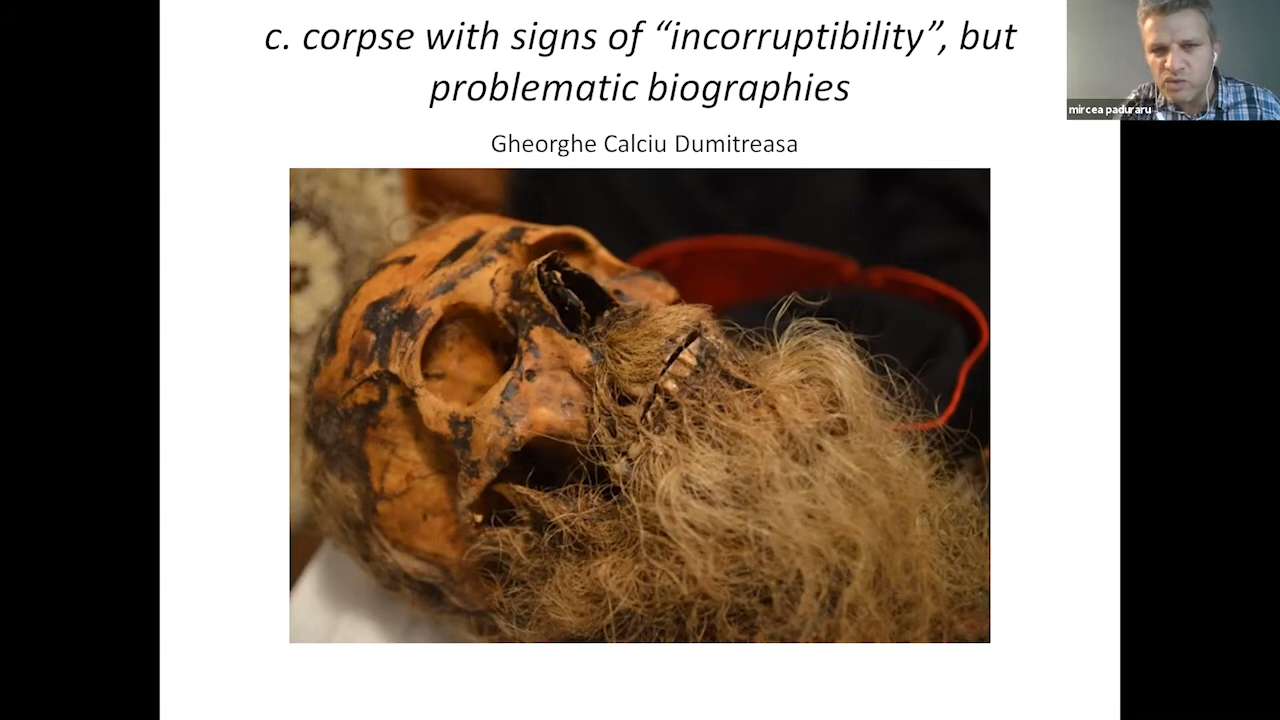 c. corpse with signs of “incorruptibility”, but
problematic biographies
Gheorghe Calciu Dumitreasa
mircea paduraru